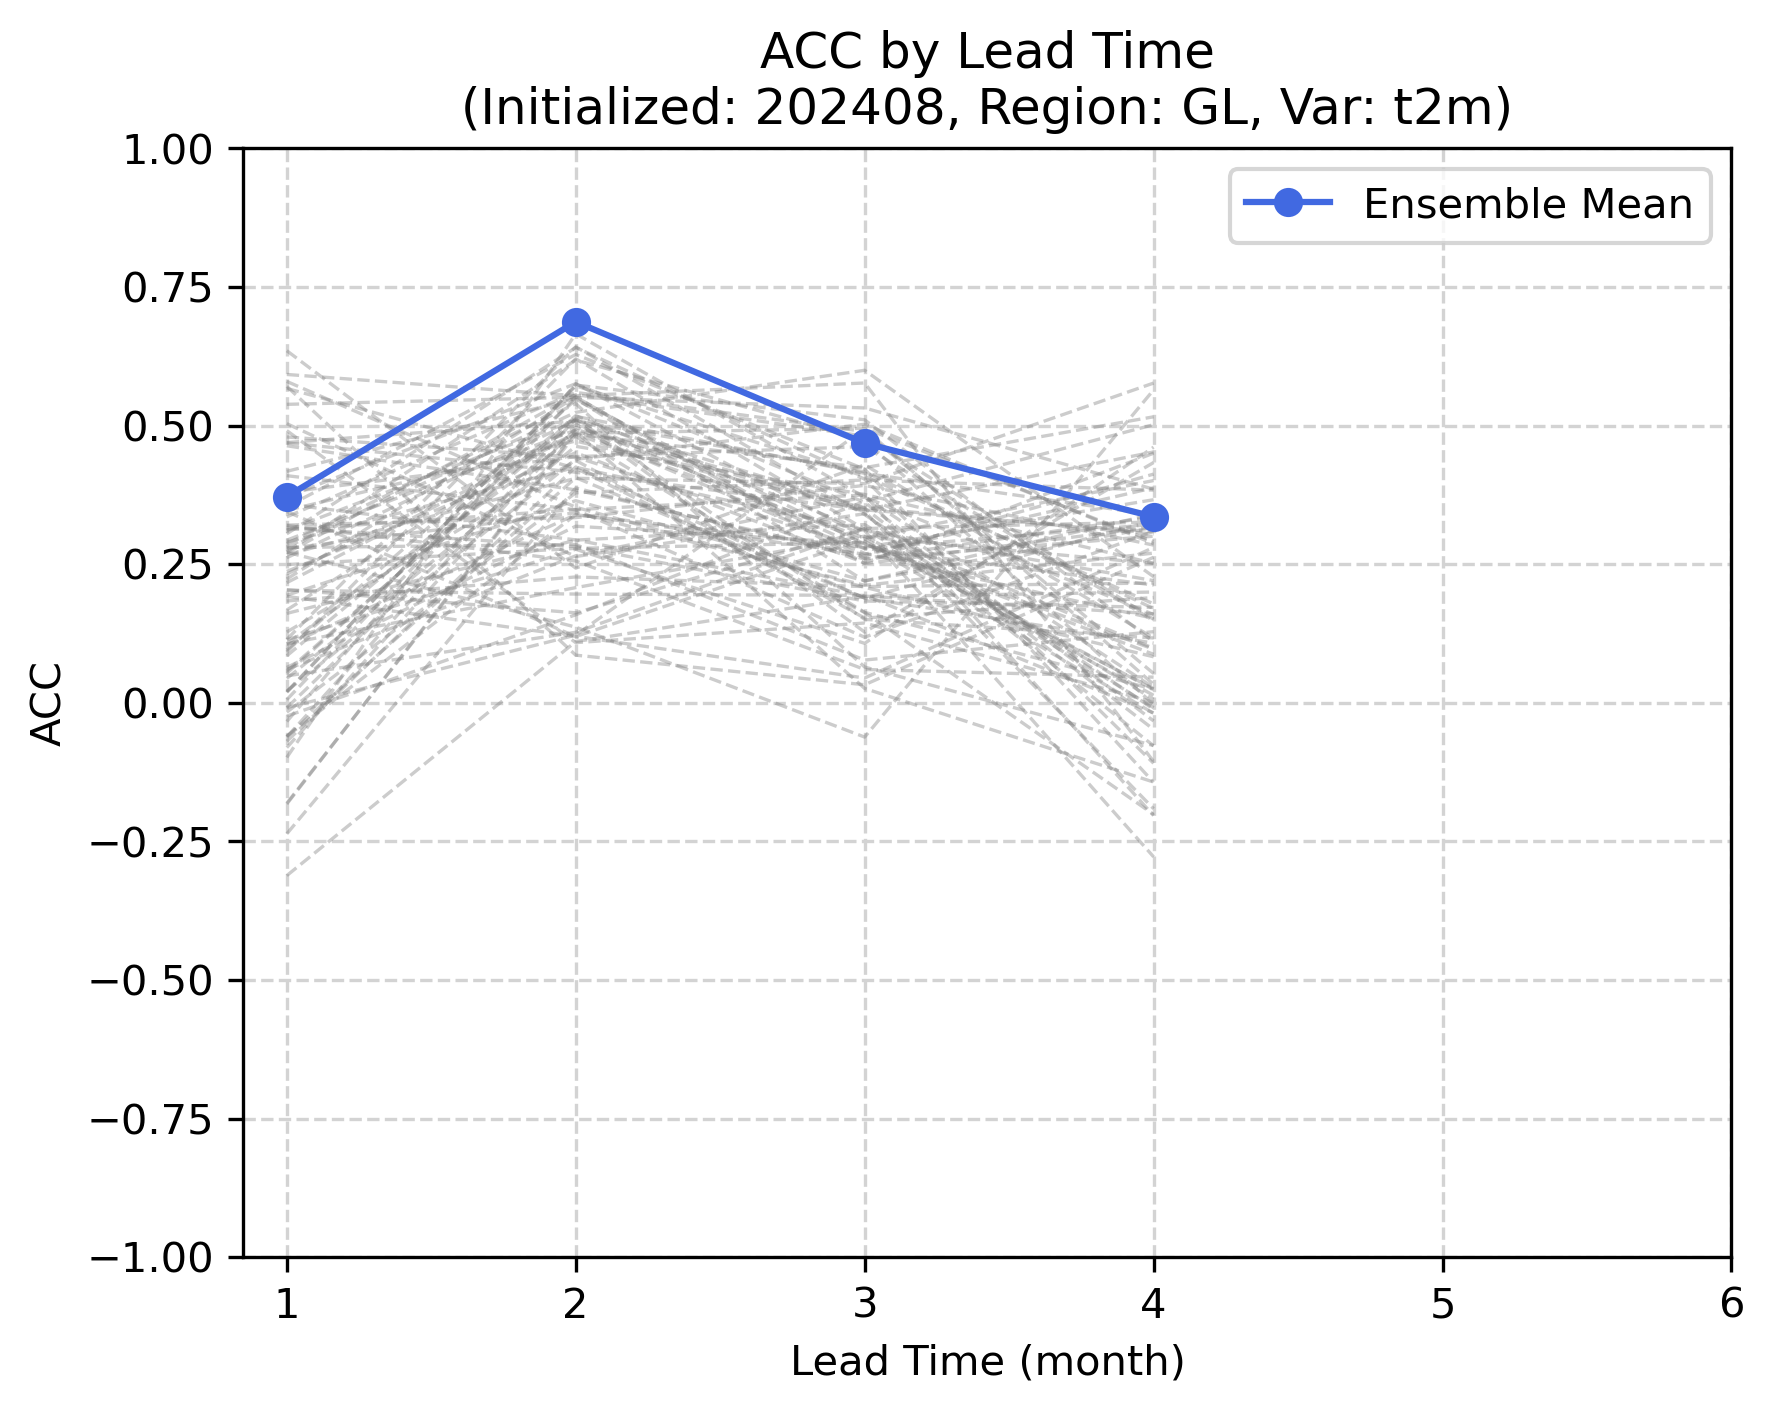 ACC by Lead Time
(Initialized: 202408, Region: GL, Var: t2m)
1.00
0.75
0.50
0.25
0.00
−0.25
−0.50
−0.75
−1.00
ACC
Ensemble Mean
1 2 3 4 5 6
Lead Time (month)